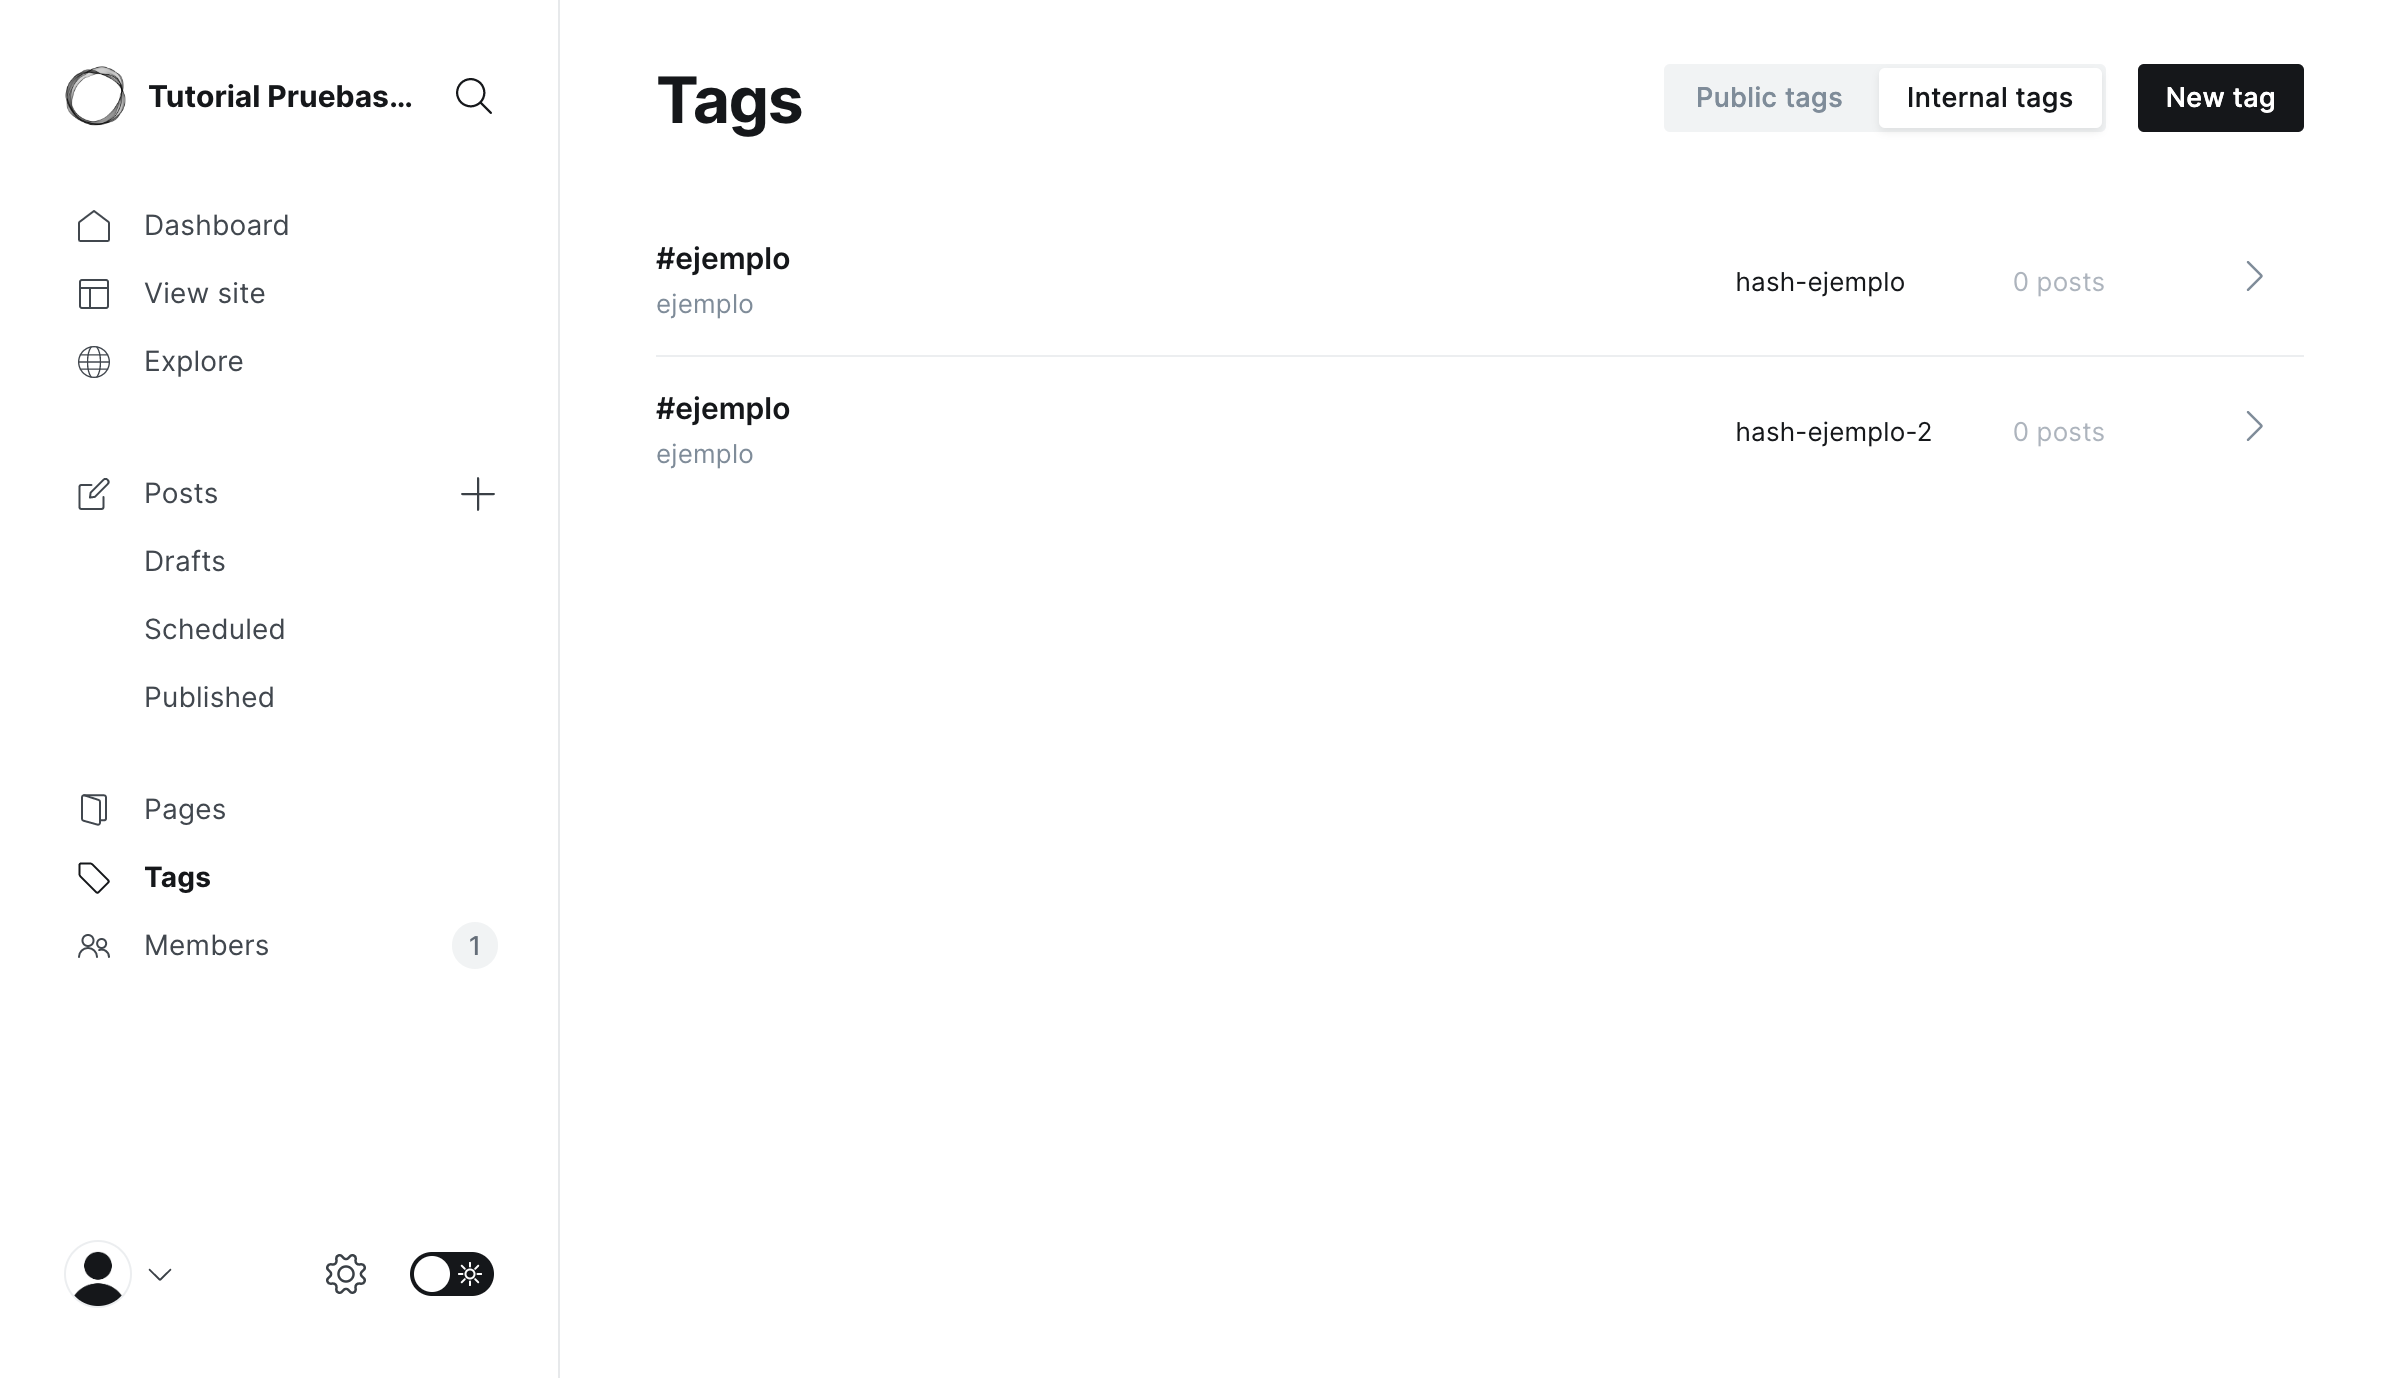 Tutorial Pruebas...
Dashboard
View site
Explore
Posts
Drafts
Scheduled
Published
Pages
Tags
Members 1
Tags
Public tags Internal tags New tag
#ejemplo
ejemplo
hash-ejemplo 0 posts
#ejemplo
ejemplo
hash-ejemplo-2 0 posts